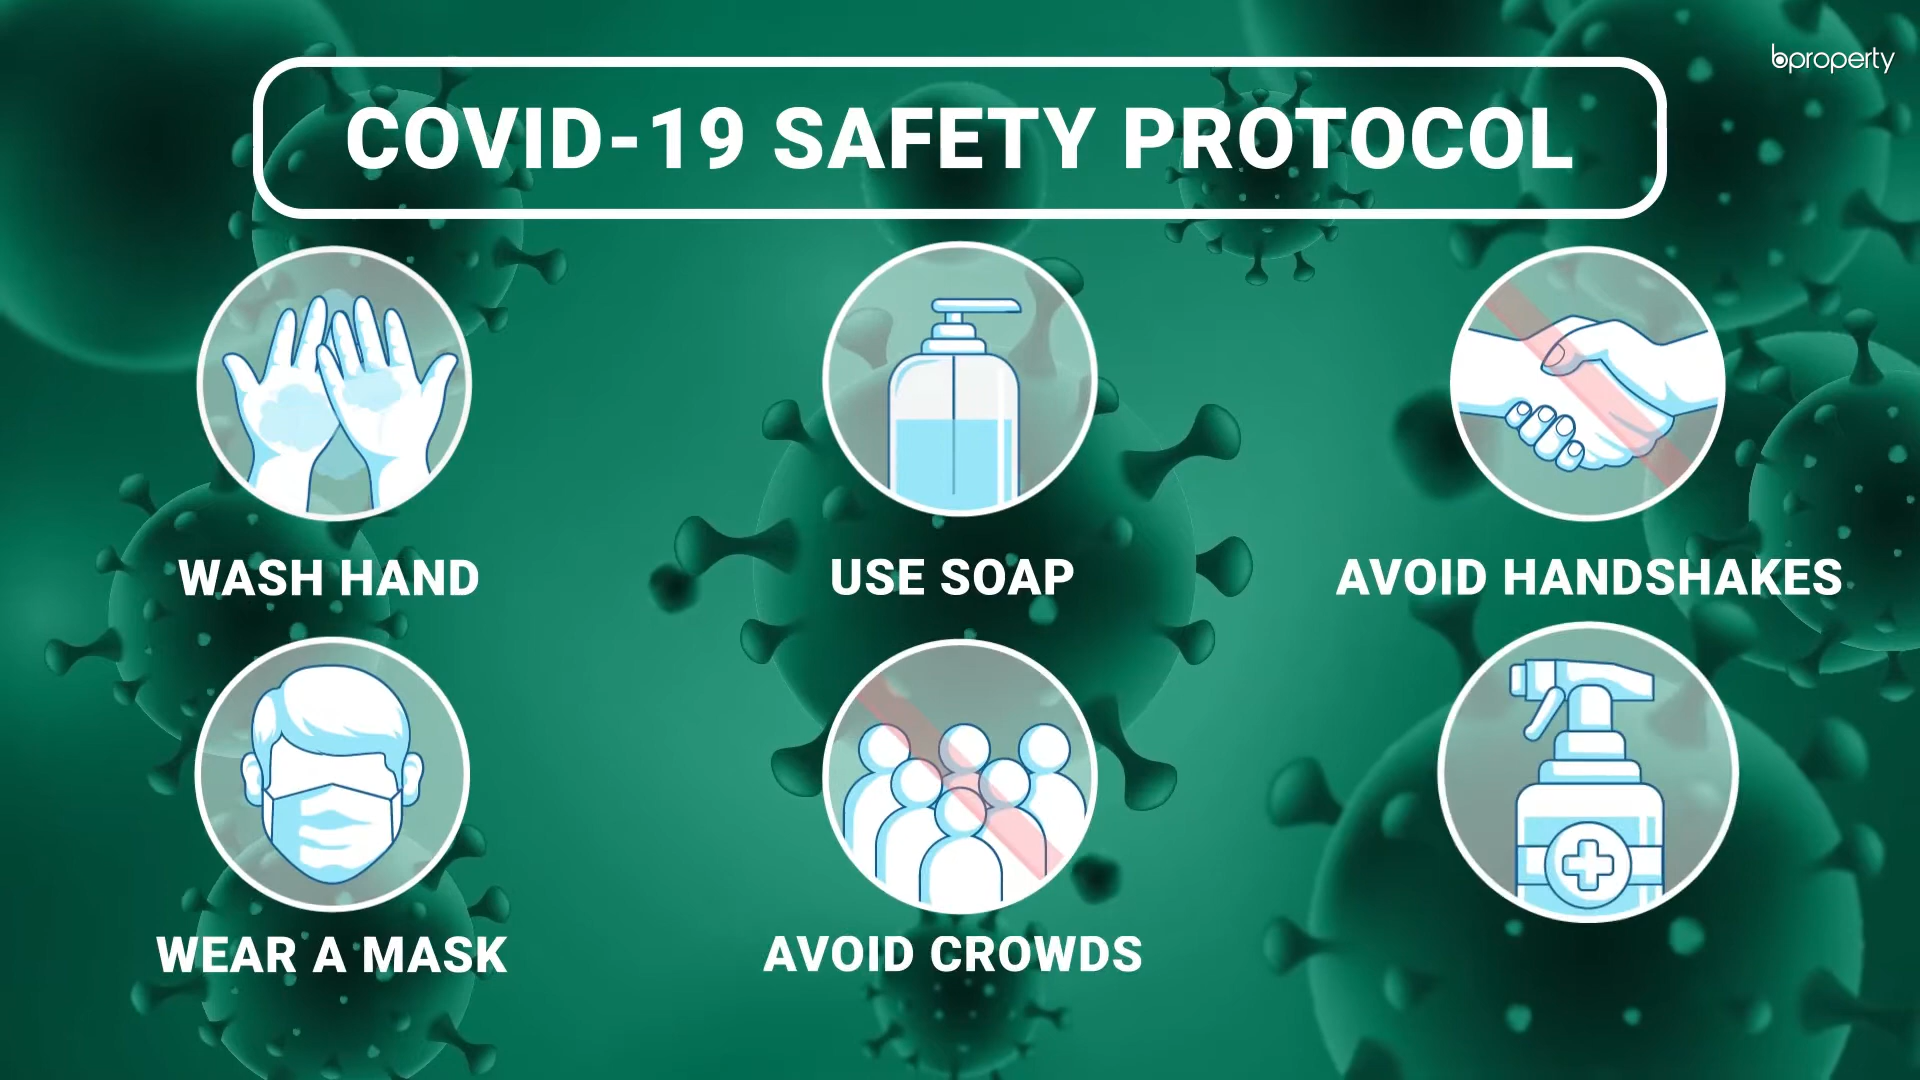 bproperty
COVID-19 SAFETY PROTOCOL
WASH HAND
USE SOAP
AVOID HANDSHAKES
WEAR A MASK
AVOID CROWDS